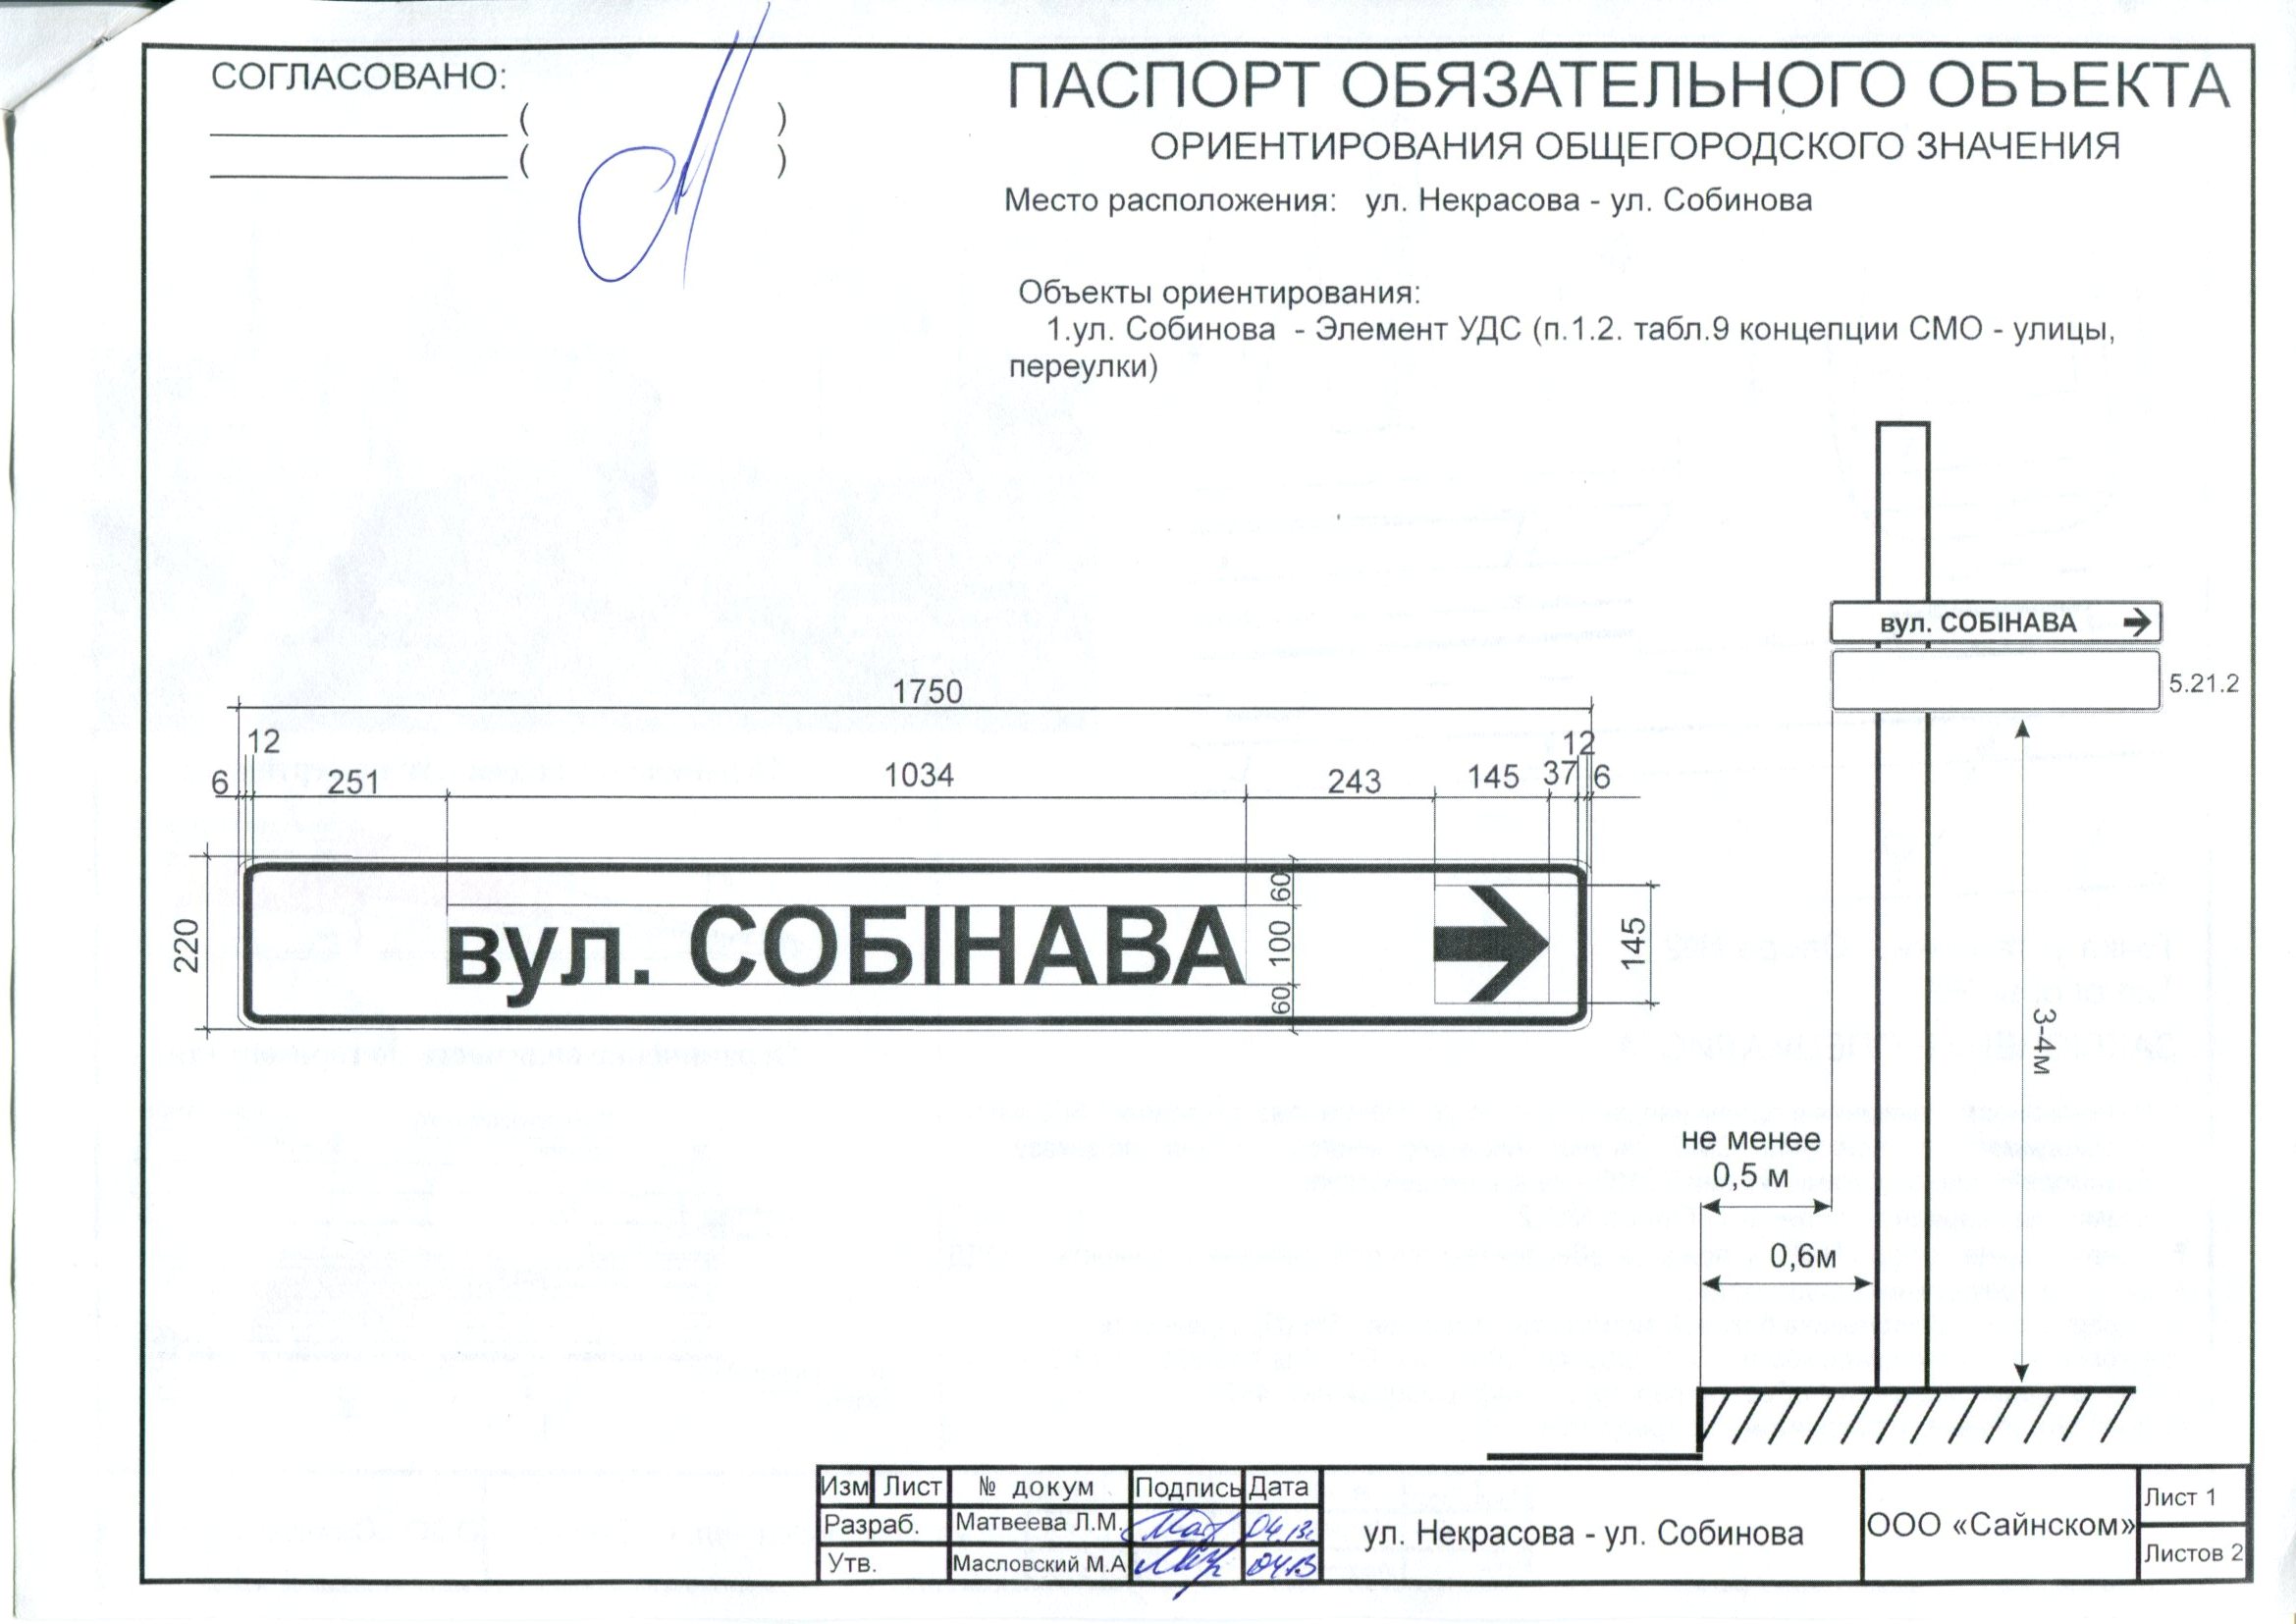 СОГЛАСОВАНО:
( )
( )
ПАСПОРТ ОБЯЗАТЕЛЬНОГО ОБЪЕКТА
ОРИЕНТИРОВАНИЯ ОБЩЕГОРОДСКОГО ЗНАЧЕНИЯ
Место расположения: ул. Некрасова - ул. Собинова
Объекты ориентирования:
1.ул. Собинова - Элемент УДС (п.1.2. табл.9 концепции СМО - улицы,
переулки)
вул. СОБІНАВА
5.21.2
1750
12
12
6
251
1034
243
145
37
6
220
вул. СОБІНАВА
60
100
60
145
3-4м
не менее
0,5 м
0,6м
Изм Лист № докум Подпись Дата
Разраб. Матвеева Л.М. 04.13г.
Утв. Масловский М.А 04.13
ул. Некрасова - ул. Собинова
ООО «Сайнском»
Лист 1
Листов 2